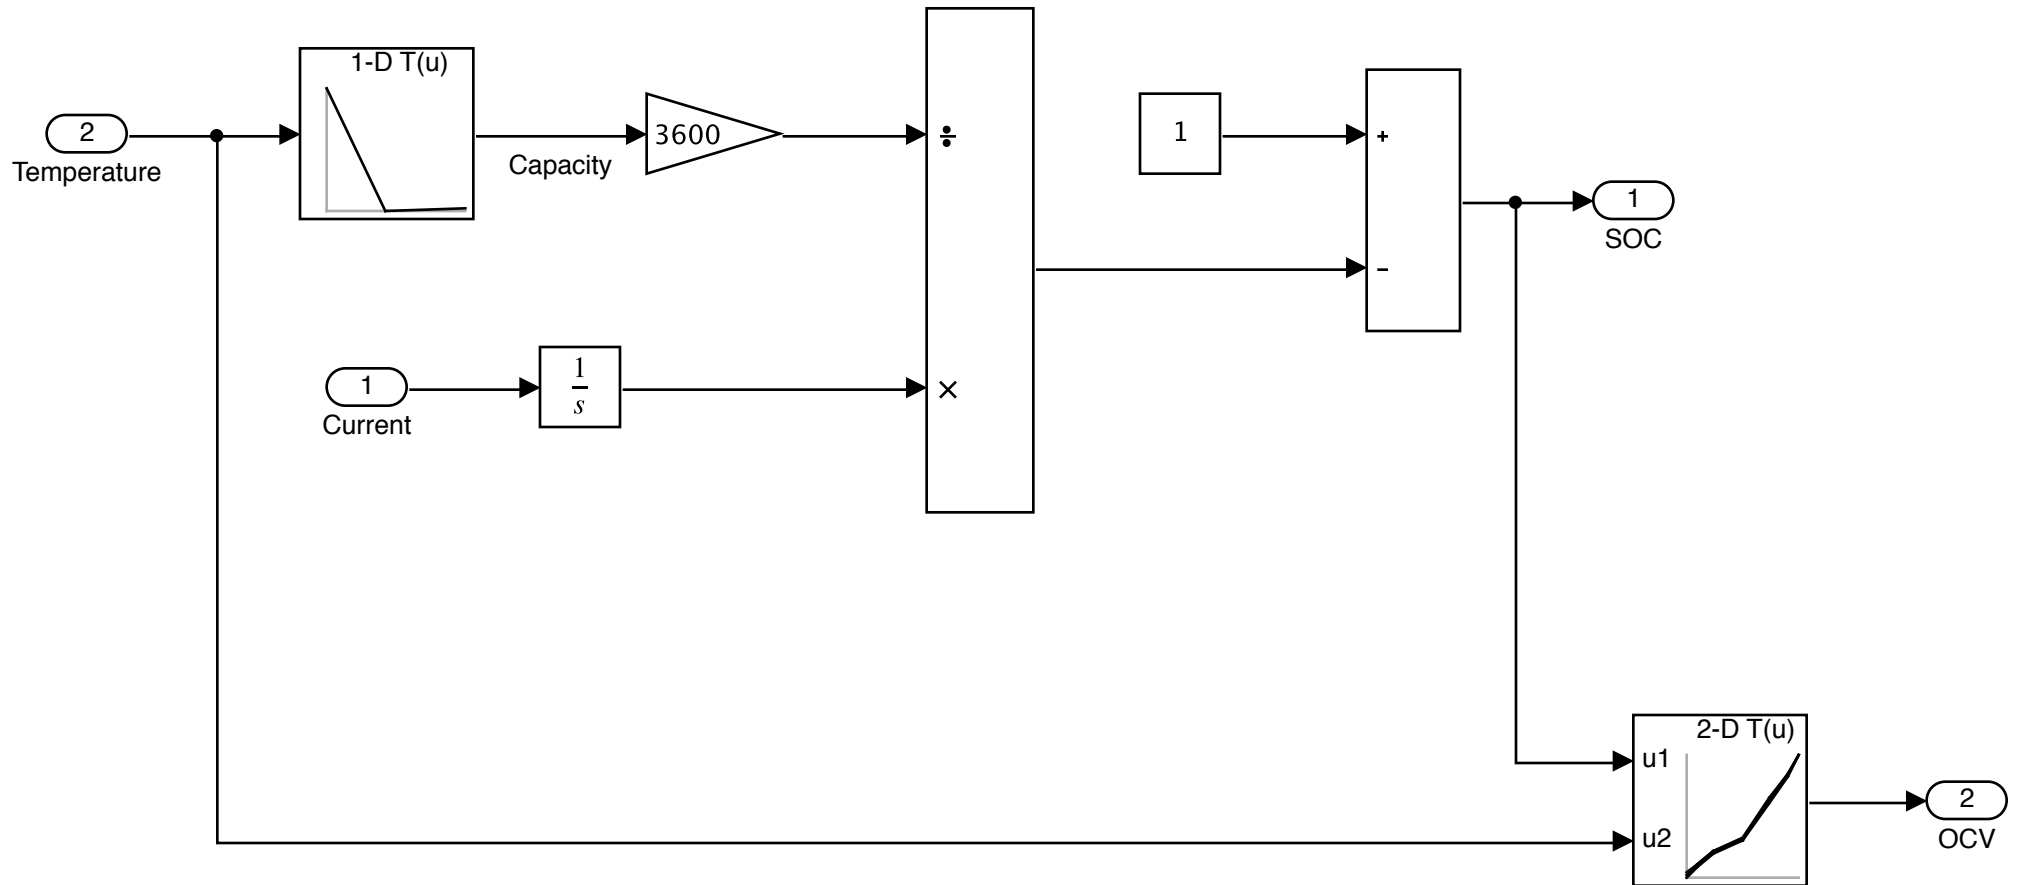 1-D T(u)
2
Temperature
Capacity
3600
÷
×
1
Current
1
s
1
+
−
1
SOC
2-D T(u)
u1
u2
2
OCV